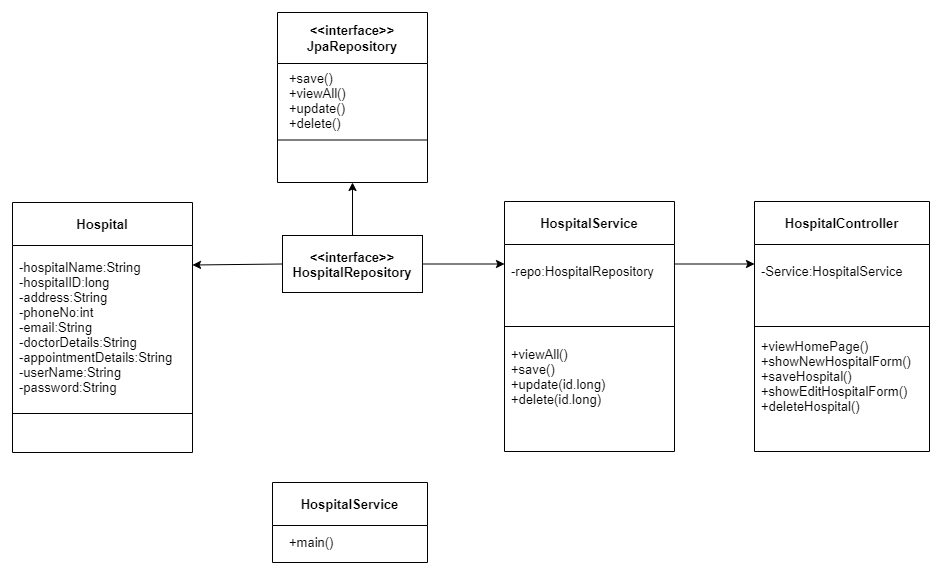 <<interface>>
JpaRepository
+save()
+viewAll()
+update()
+delete()
Hospital
-hospitalName:String
-hospitalID:long
-address:String
-phoneNo:int
-email:String
-doctorDetails:String
-appointmentDetails:String
-userName:String
-password:String
<<interface>>
HospitalRepository
HospitalService
-repo:HospitalRepository
+viewAll()
+save()
+update(id.long)
+delete(id.long)
HospitalController
-Service:HospitalService
+viewHomePage()
+showNewHospitalForm()
+saveHospital()
+showEditHospitalForm()
+deleteHospital()
HospitalService
+main()